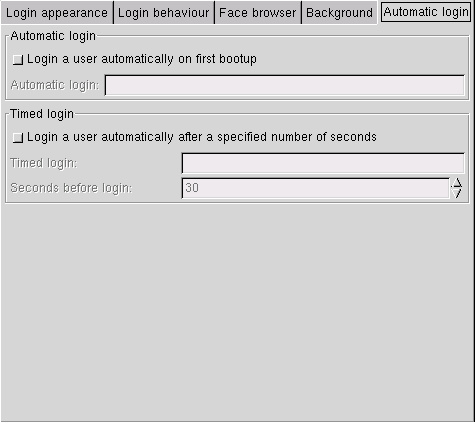 Login appearance Login behaviour Face browser Background Automatic login
Automatic login
Login a user automatically on first bootup
Automatic login:
Timed login
Login a user automatically after a specified number of seconds
Timed login:
Seconds before login: 30